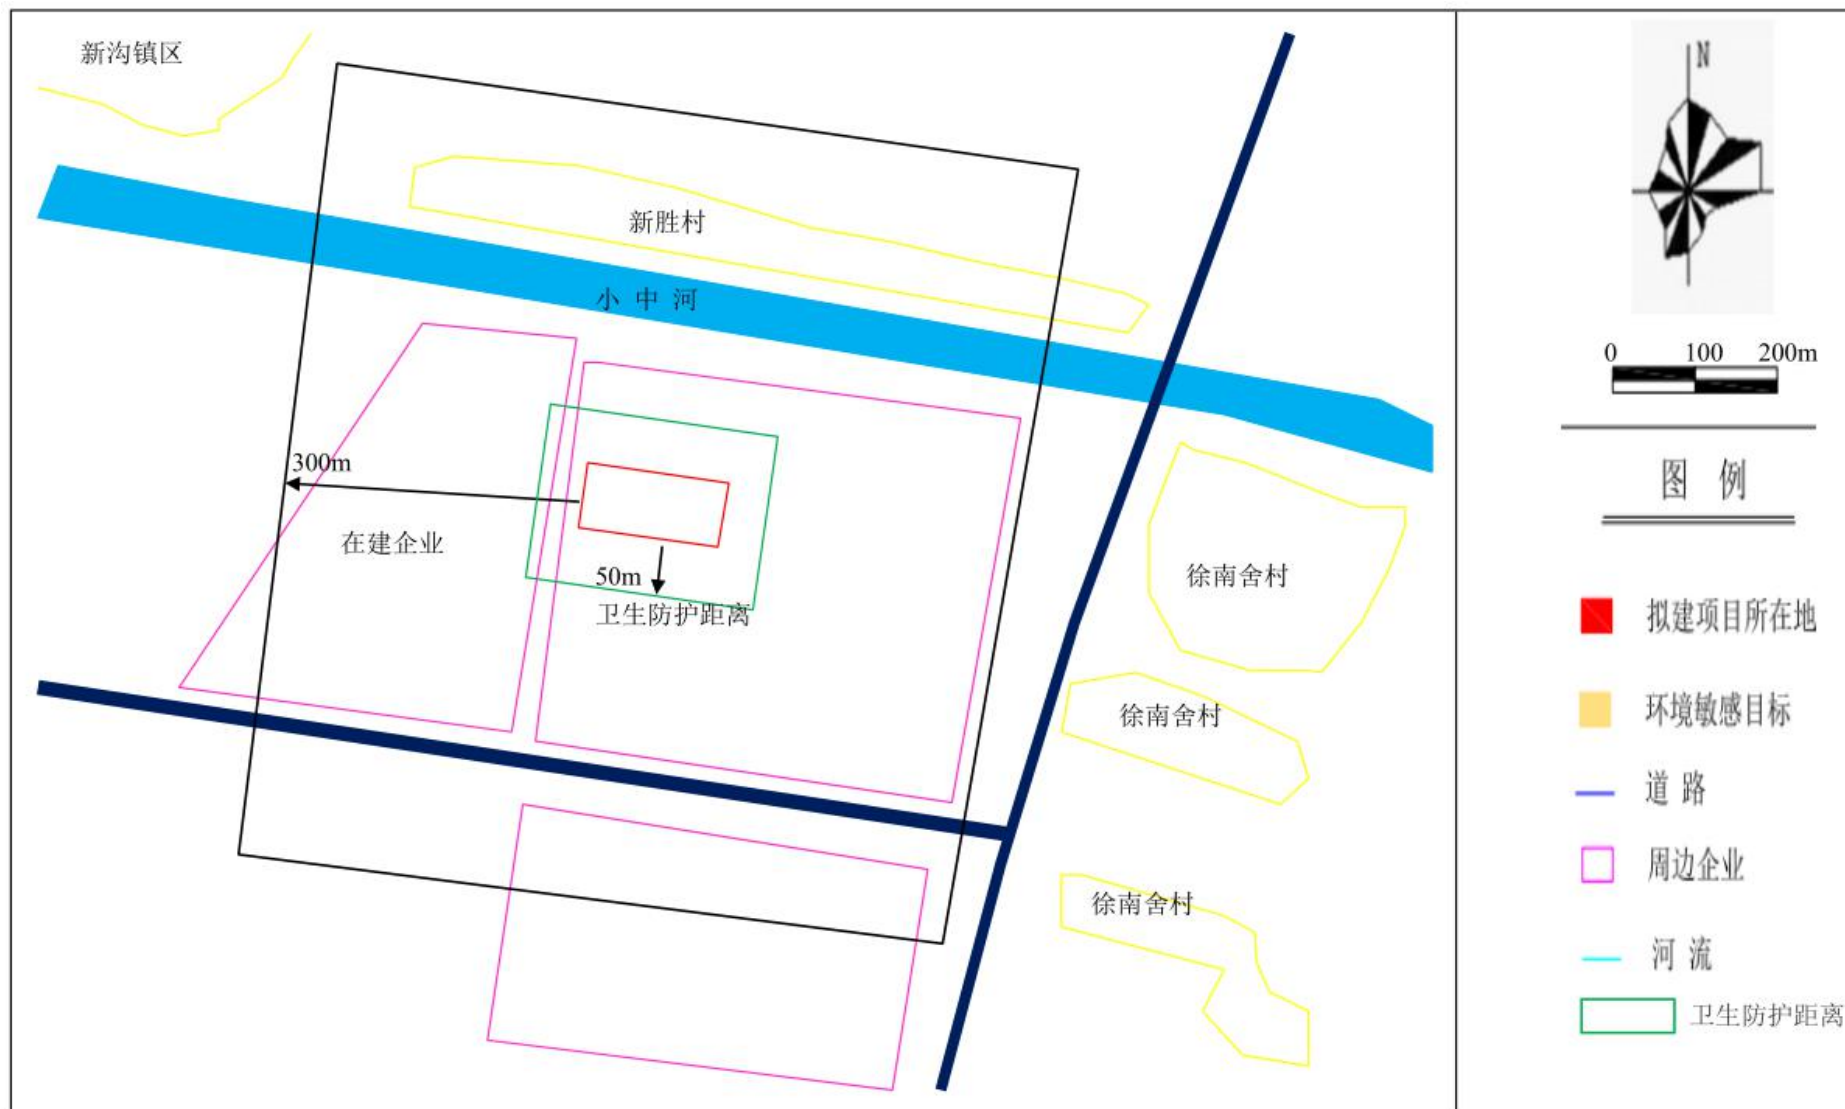 新沟镇区
新胜村
小 中 河
300m
在建企业
50m
卫生防护距离
徐南舍村
徐南舍村
徐南舍村
N
0 100 200m
图 例
拟建项目所在地
环境敏感目标
道 路
周边企业
河 流
卫生防护距离